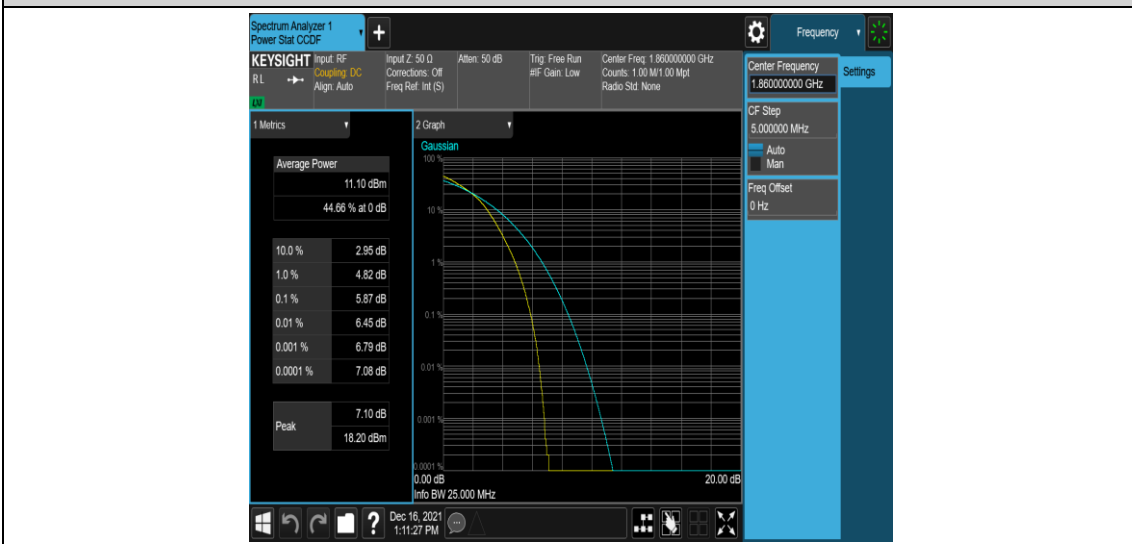 Spectrum Analyzer 1
Power Stat CCDF
+
Frequency
KEYSIGHT
R L
LNI
Input: RF
Coupling: DC
Align: Auto
Input Z: 50 Ω
Corrections: Off
Freq Ref: Int (S)
Atten: 50 dB
Trig: Free Run
#IF Gain: Low
Center Freq: 1.860000000 GHz
Counts: 1.00 M/1.00 Mpt
Radio Std: None
Center Frequency
1.860000000 GHz
Settings
CF Step
5.000000 MHz
Auto
Man
Freq Offset
0 Hz
1 Metrics
Average Power
11.10 dBm
44.66 % at 0 dB
10.0 % 2.95 dB
1.0 % 4.82 dB
0.1 % 5.87 dB
0.01 % 6.45 dB
0.001 % 6.79 dB
0.0001 % 7.08 dB
Peak
7.10 dB
18.20 dBm
2 Graph
Gaussian
100 %
10 %
1 %
0.1 %
0.01 %
0.001 %
0.0001 %
0.00 dB 20.00 dB
Info BW 25.000 MHz
?
Dec 16, 2021
1:11:27 PM